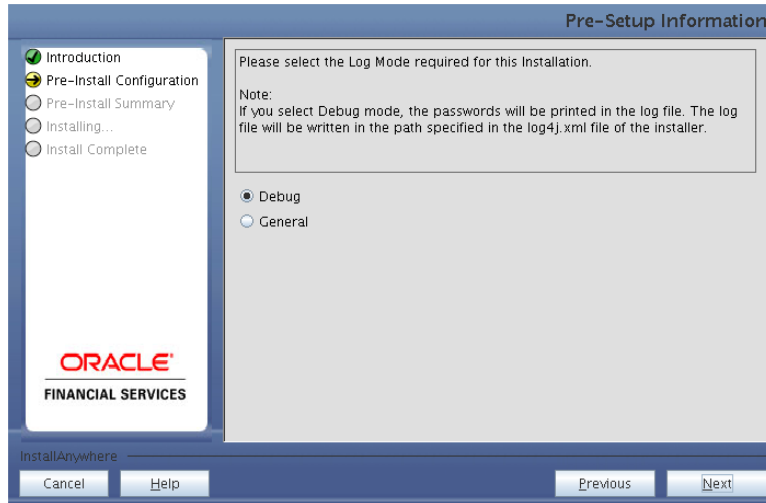 Pre-Setup Information
Introduction
Pre-Install Configuration
Pre-Install Summary
Installing...
Install Complete
Please select the Log Mode required for this Installation.
Note:
If you select Debug mode, the passwords will be printed in the log file. The log
file will be written in the path specified in the log4j.xml file of the installer.
Debug
General
ORACLE
FINANCIAL SERVICES
InstallAnywhere
Cancel
Help
Previous
Next